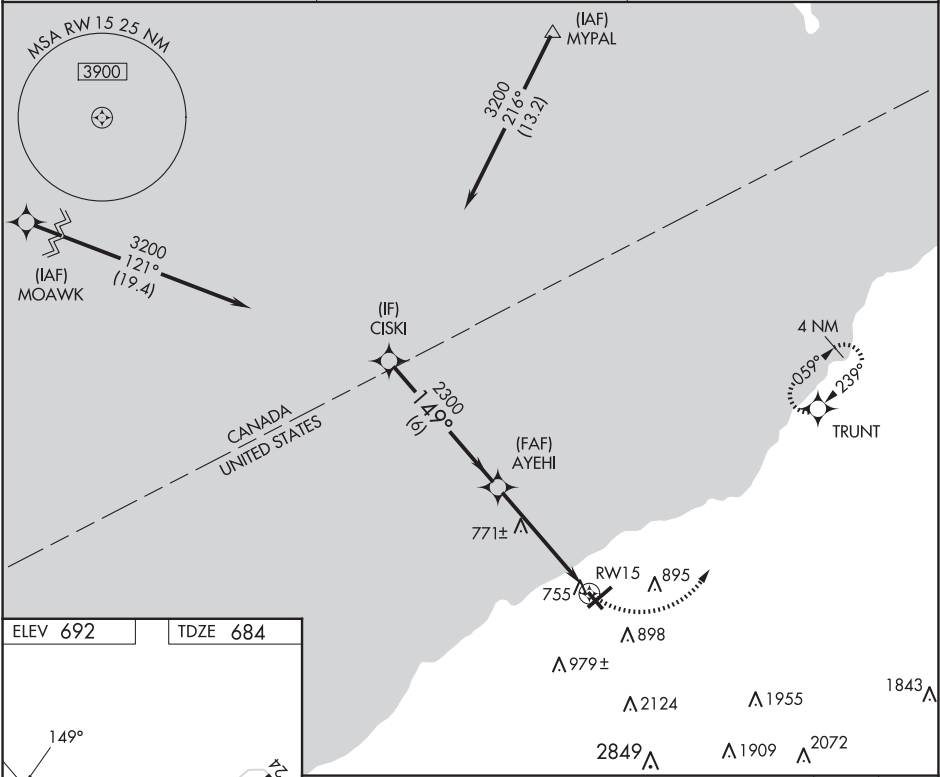 MSA RW 15 25 NM
3900
(IAF)
MYPAL
3200
216°
(13.2)
(IAF)
MOAWK
3200
121°
(19.4)
(IF)
CISKI
4 NM
059°
239°
TRUNT
2300
149°
(6)
CANADA
UNITED STATES
(FAF)
AYEHI
771±
RW15
755
895
898
979±
2124
1955
1843
2849
1909
2072
ELEV 692
TDZE 684
149°
24